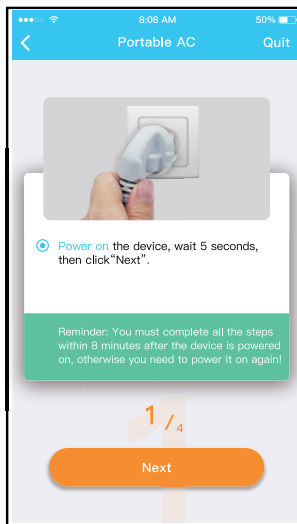 8:08 AM 50%
Portable AC Quit
Power on the device, wait 5 seconds,
then click“Next”.
Reminder: You must complete all the steps
within 8 minutes after the device is powered
on, otherwise you need to power it on again!
1/4
Next